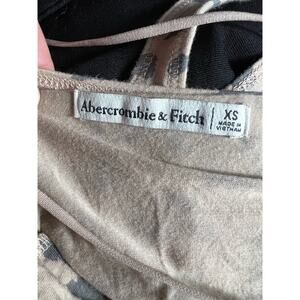 Abercrombie & Fitch
XS
MADE IN
VIETNAM